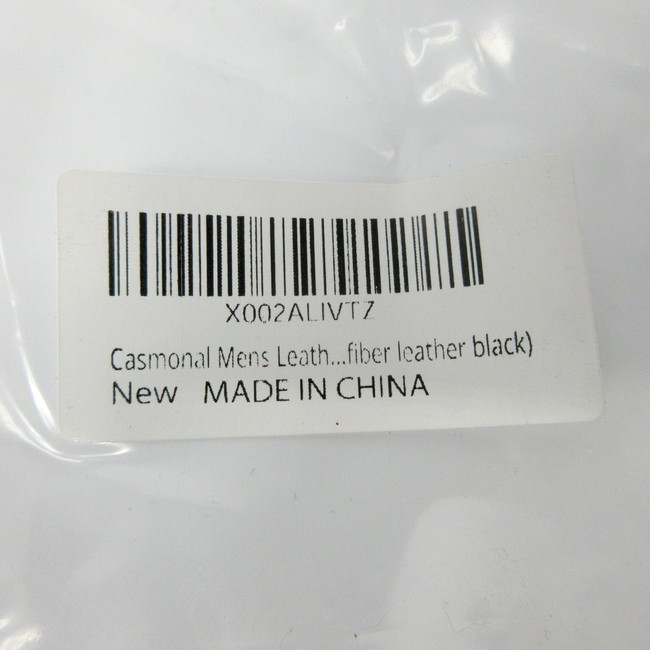 X002ALIVTZ
Casmonal Mens Leath...fiber leather black)
New MADE IN CHINA